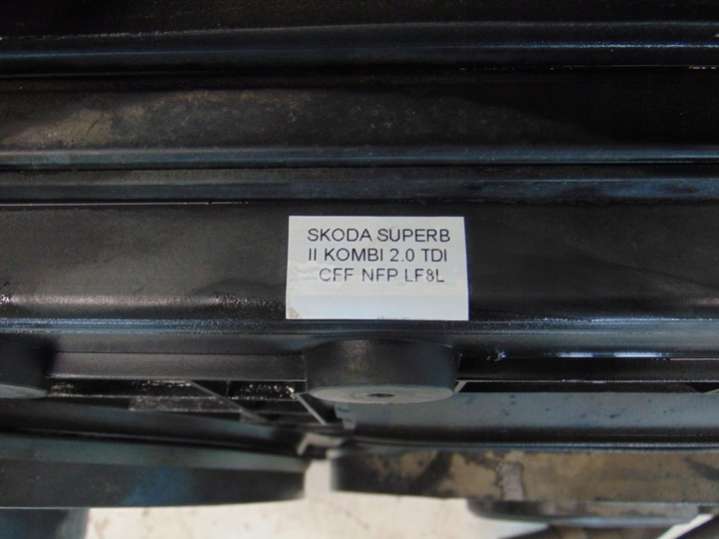 SKODA SUPERB
II KOMBI 2.0 TDI
CFF NFP LF8L